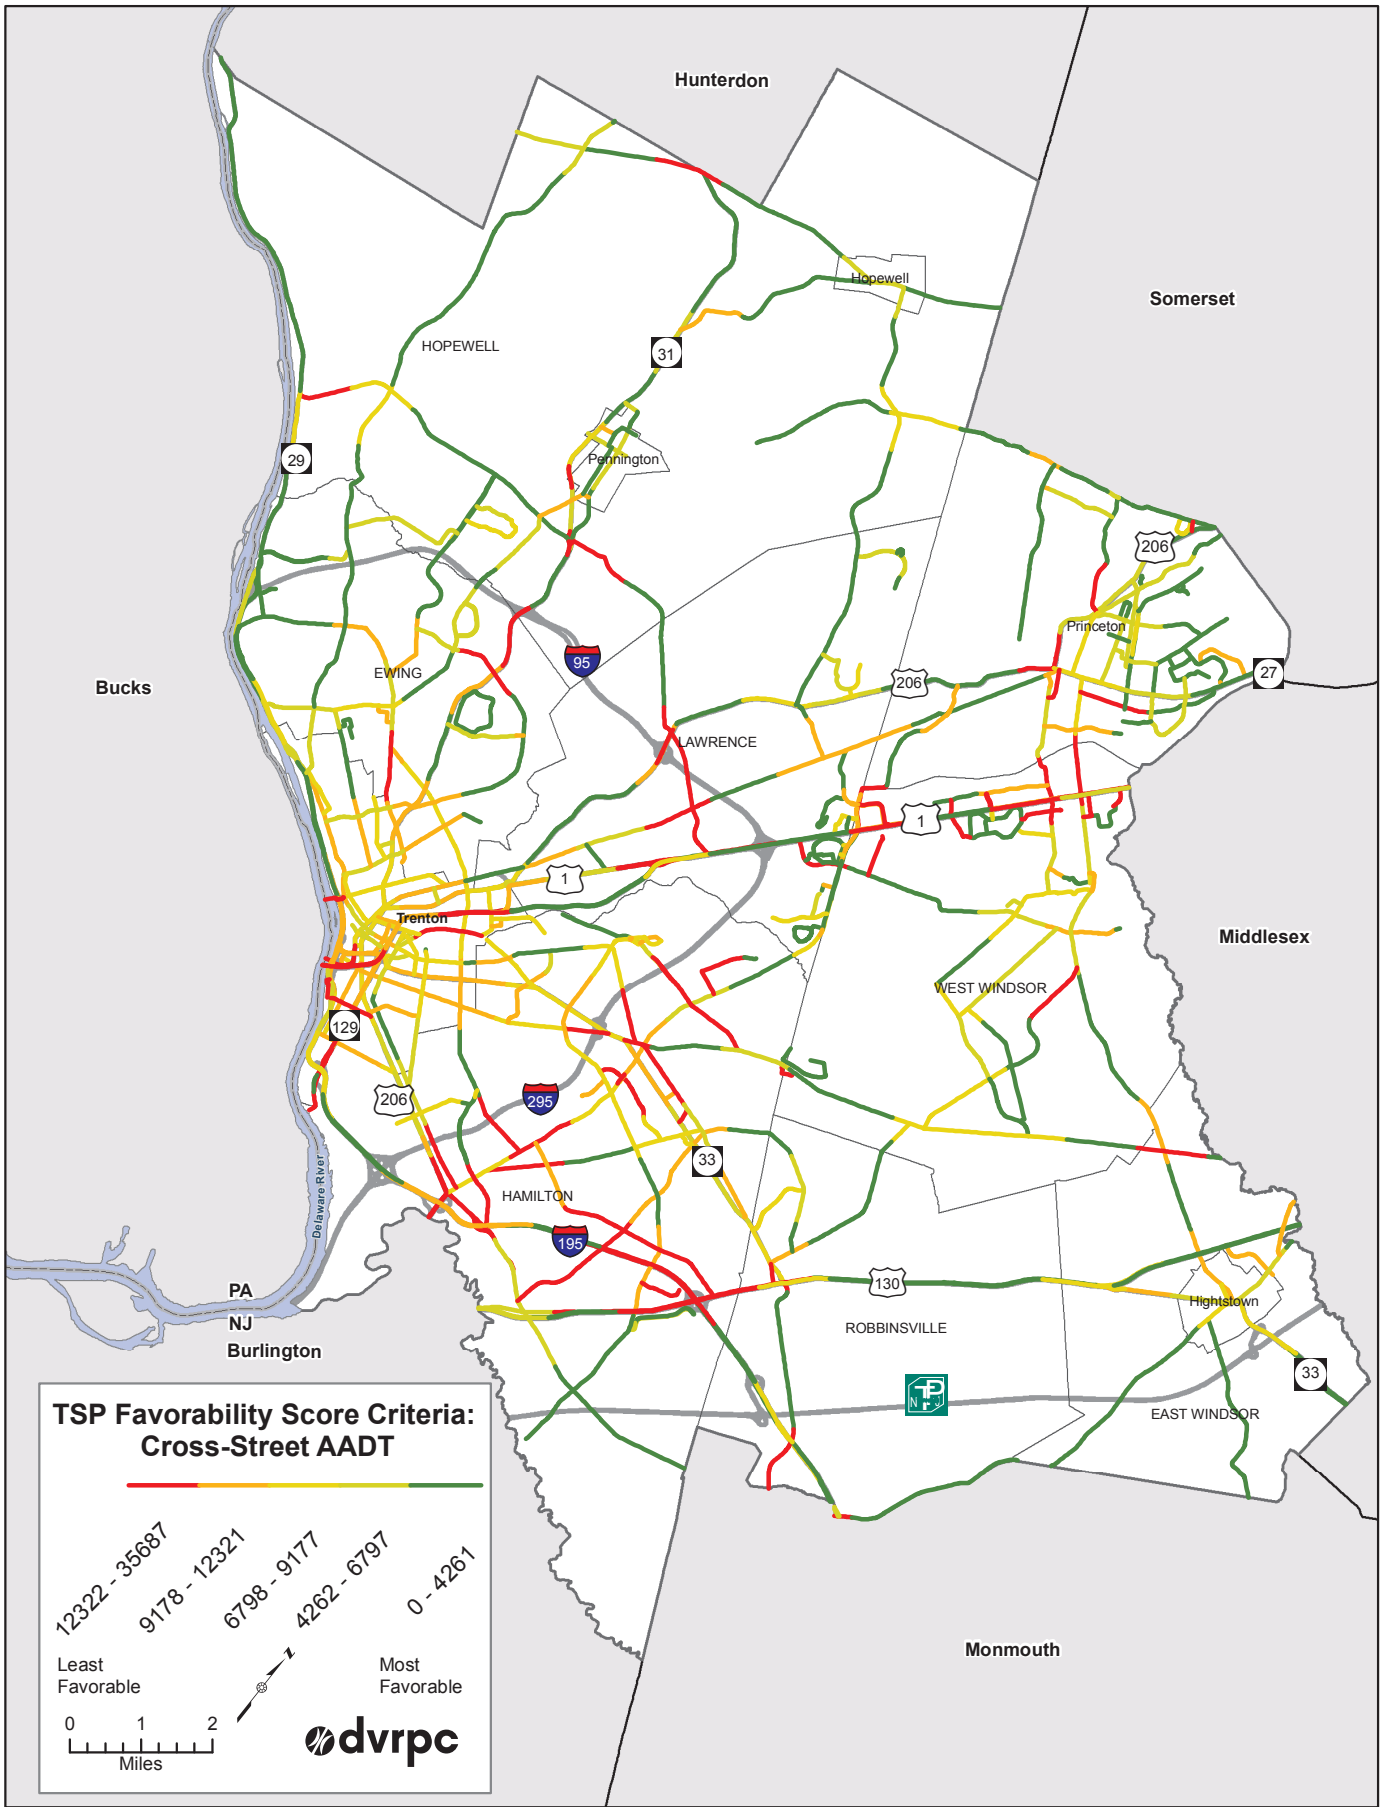 Hunterdon
Hopewell
Somerset
HOPEWELL
31
29
Pennington
206
Princeton
95
EWING
27
Bucks
206
LAWRENCE
1
1
Trenton
Middlesex
WEST WINDSOR
129
206
295
33
HAMILTON
Delaware River
195
130
PA
NJ
Burlington
Hightstown
ROBBINSVILLE
33
N TP J
EAST WINDSOR
TSP Favorability Score Criteria:
Cross-Street AADT
12322 - 35687
9178 - 12321
6798 - 9177
4262 - 6797
0 - 4261
Least
Favorable
Most
Favorable
N
0 1 2
Miles
dvrpc
Monmouth